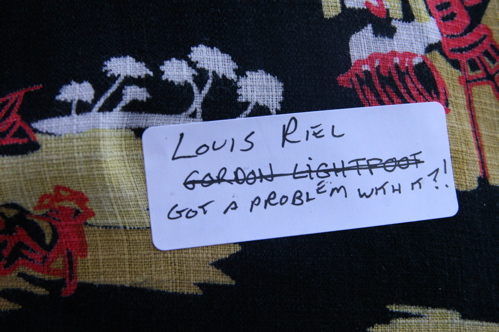 LOUIS RIEL
GORDON LIGHTFOOT
GOT A PROBLEM WITH IT?!